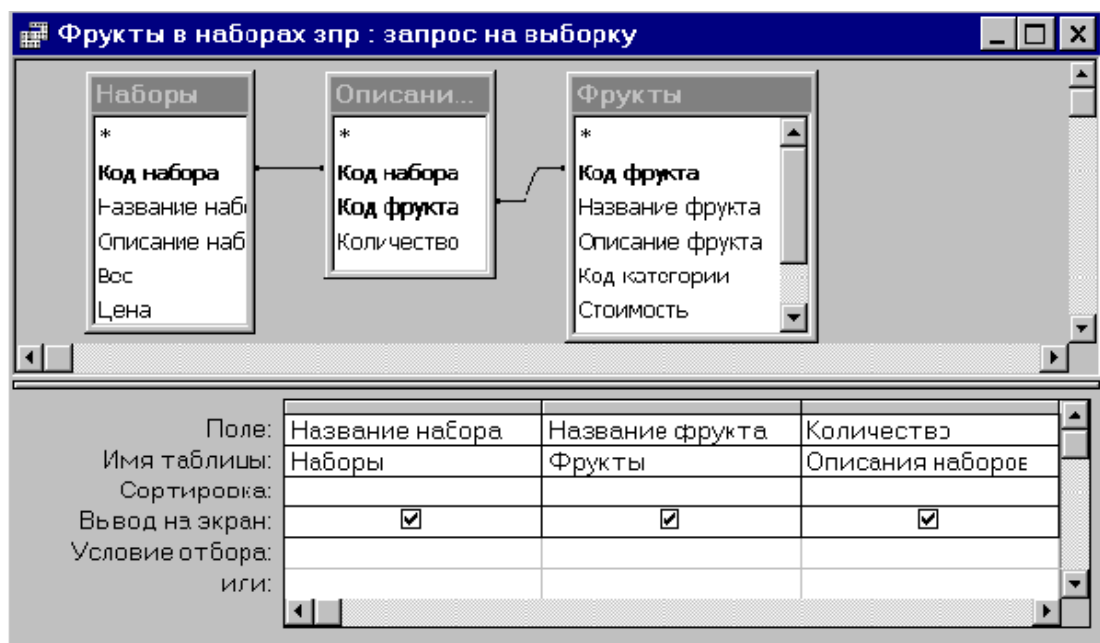 Фрукты в наборах зпр : запрос на выборку
Наборы
*
Код набора
Название наб
Описание наб
Вес
Цена
Описани...
*
Код набора
Код фрукта
Количество
Фрукты
*
Код фрукта
Название фрукта
Описание фрукта
Код категории
Стоимость
Поле: Название набора Название фрукта Количество
Имя таблицы: Наборы Фрукты Описания наборов
Сортировка:
Вывод на экран:
Условие отбора:
или: